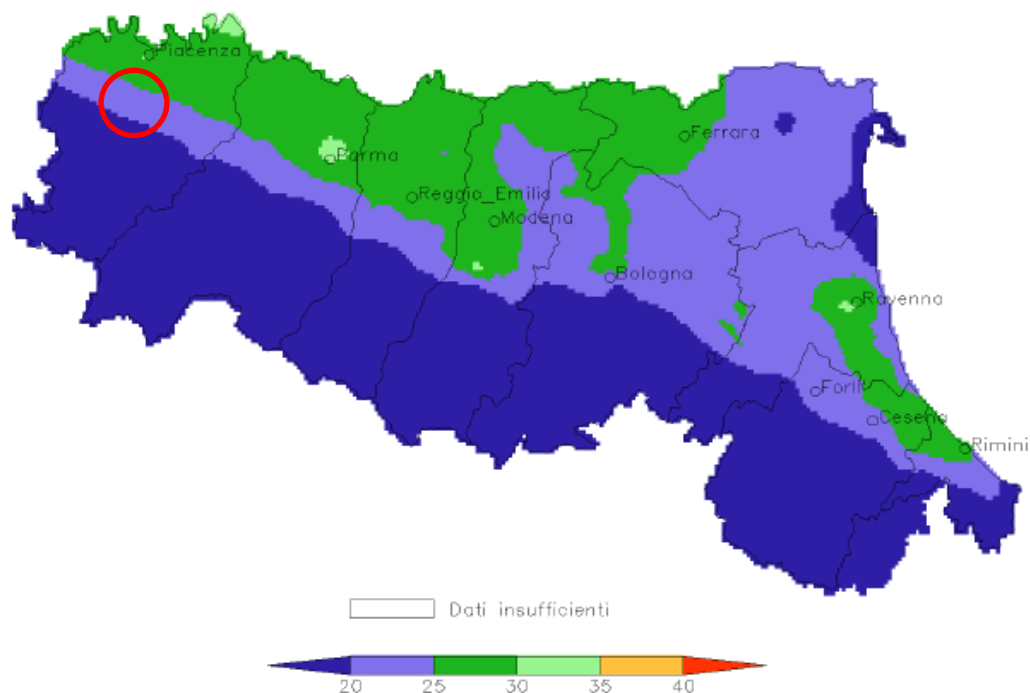 Piacenza
Ferrara
Parma
Reggio_Emilia
Modena
Bologna
Ravenna
Forlì
Cesena
Rimini
Dati insufficienti
20 25 30 35 40